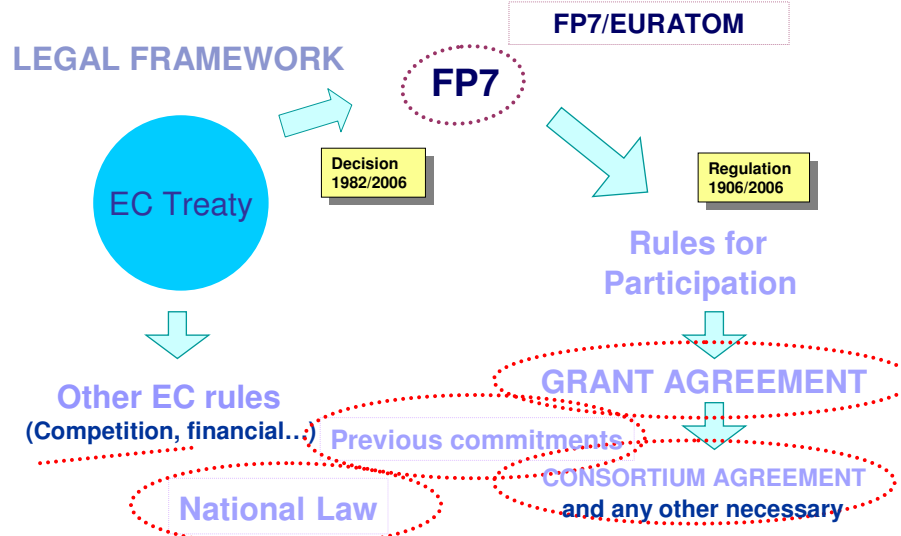 FP7/EURATOM
LEGAL FRAMEWORK
FP7
Decision
1982/2006
Regulation
1906/2006
EC Treaty
Rules for
Participation
GRANT AGREEMENT
Other EC rules
(Competition, financial…)
Previous commitments
CONSORTIUM AGREEMENT
and any other necessary
National Law